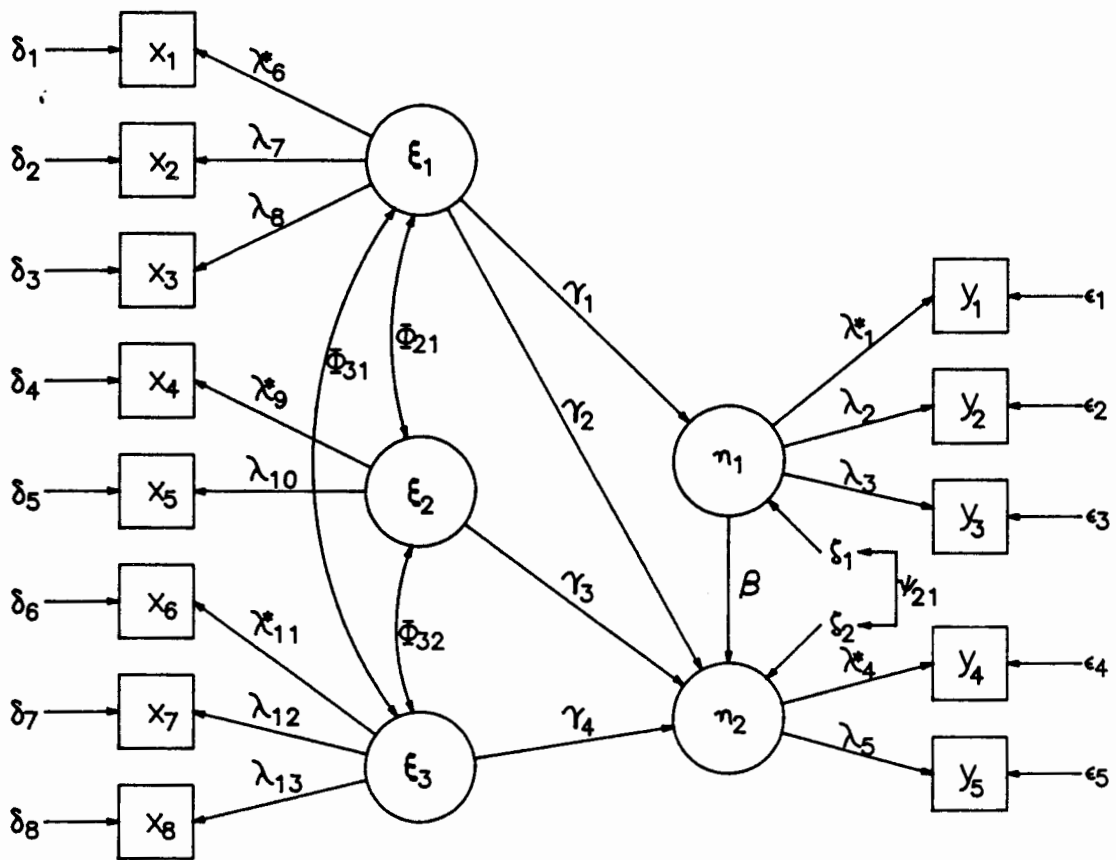 δ1 X1 λ*6
δ2 X2 λ7 ξ1
δ3 X3 λ8
γ1 y1 ϵ1
λ*1
Φ31 Φ21
δ4 X4 λ*9 γ2 λ2 y2 ϵ2
n1
δ5 X5 λ10 ξ2 λ3 y3 ϵ3
ζ1
β ψ21
γ3
δ6 X6 λ*11 Φ32 ζ2
λ*4 y4 ϵ4
δ7 X7 λ12 γ4 n2
λ5 y5 ϵ5
λ13 ξ3
δ8 X8